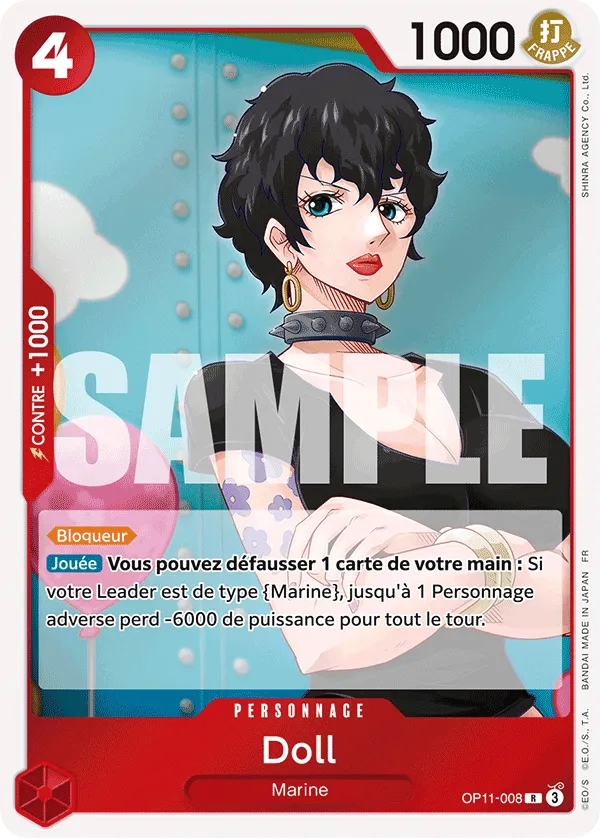 4
1000
打
FRAPPE
SHINRA AGENCY Co., Ltd.
CONTRE +1000
SAMPLE
Bloqueur
Jouée Vous pouvez défausser 1 carte de votre main : Si
votre Leader est de type {Marine}, jusqu'à 1 Personnage
adverse perd -6000 de puissance pour tout le tour.
PERSONNAGE
Doll
Marine
OP11-008 R 3
©EO/S ©E.O./S., T.A. BANDAI MADE IN JAPAN FR